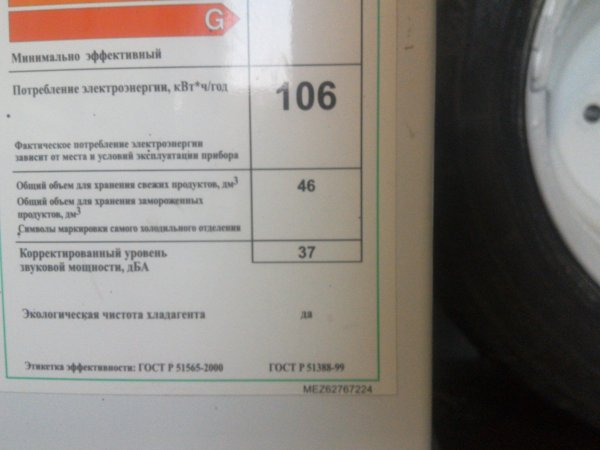 G
Минимально эффективный
Потребление электроэнергии, кВт*ч/год
106
Фактическое потребление электроэнергии
зависит от места и условий эксплуатации прибора
Общий объем для хранения свежих продуктов, дм³
46
Общий объем для хранения замороженных
продуктов, дм³
Символы маркировки самого холодильного отделения
Корректированный уровень
звуковой мощности, дБА
37
Экологическая чистота хладагента
да
Этикетка эффективности: ГОСТ Р 51565-2000
ГОСТ Р 51388-99
MEZ62767224